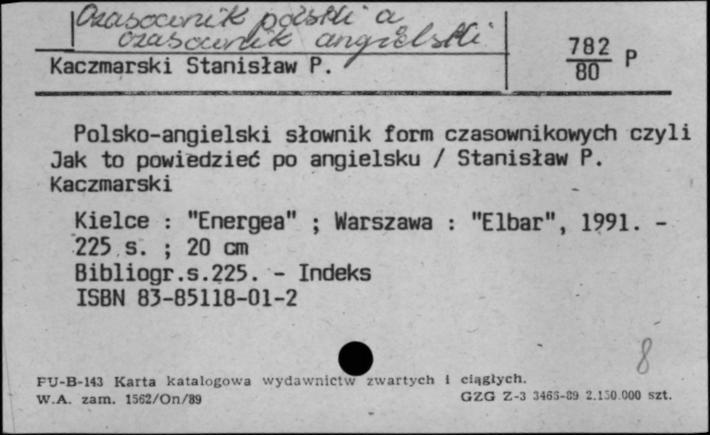 Czasownik polski a
czasownik angielski
Kaczmarski Stanisław P.
782
80 P
Polsko-angielski słownik form czasownikowych czyli
Jak to powiedzieć po angielsku / Stanisław P.
Kaczmarski
Kielce : "Energea" ; Warszawa : "Elbar", 1991. -
225 s. ; 20 cm
Bibliogr.s.225. - Indeks
ISBN 83-85118-01-2
8
PU-B-143 Karta katalogowa wydawnictw zwartych i ciągłych.
W.A. zam. 1562/On/89 GZG Z-3 3466-89 2.150.000 szt.